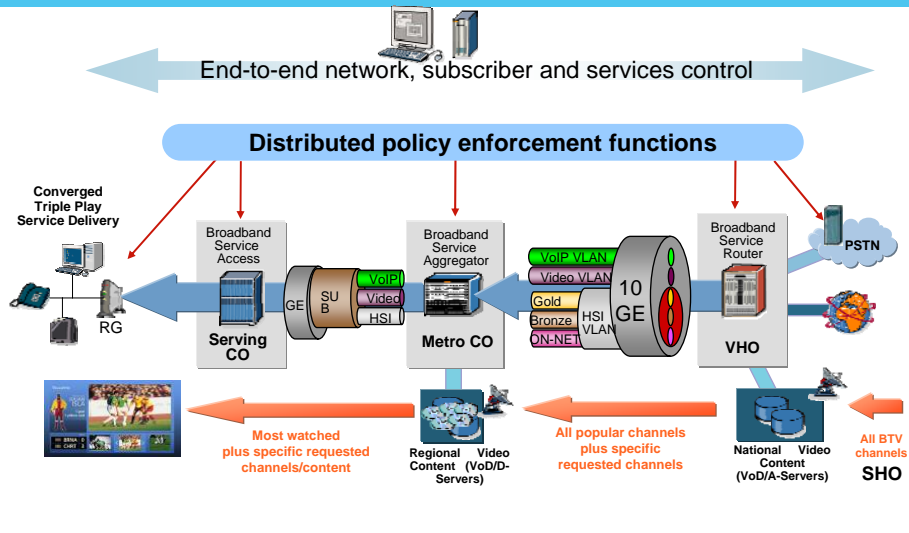 End-to-end network, subscriber and services control
Distributed policy enforcement functions
Converged
Triple Play
Service Delivery
RG
Broadband
Service
Access
Serving
CO
GE
SU
B
VoIP
Video
HSI
Broadband
Service
Aggregator
Metro CO
VoIP VLAN
Video VLAN
Gold
Bronze
ON-NET
HSI
VLAN
10
GE
Broadband
Service
Router
VHO
PSTN
Most watched
plus specific requested
channels/content
Regional Video
Content (VoD/D-
Servers)
All popular channels
plus specific
requested channels
National Video
Content
(VoD/A-Servers)
All BTV
channels
SHO